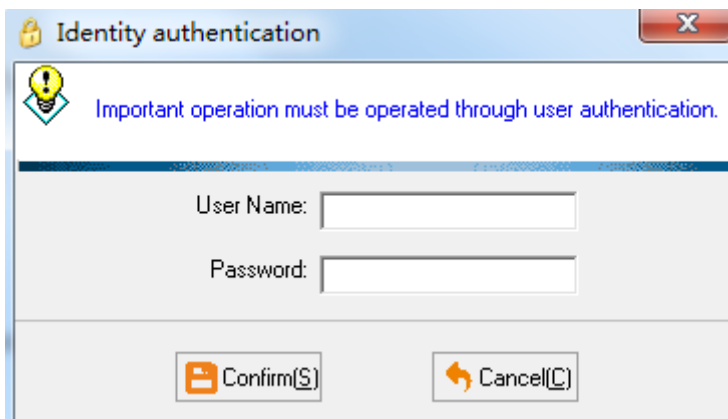 Identity authentication
Important operation must be operated through user authentication.
User Name:
Password:
Confirm(S)
Cancel(C)